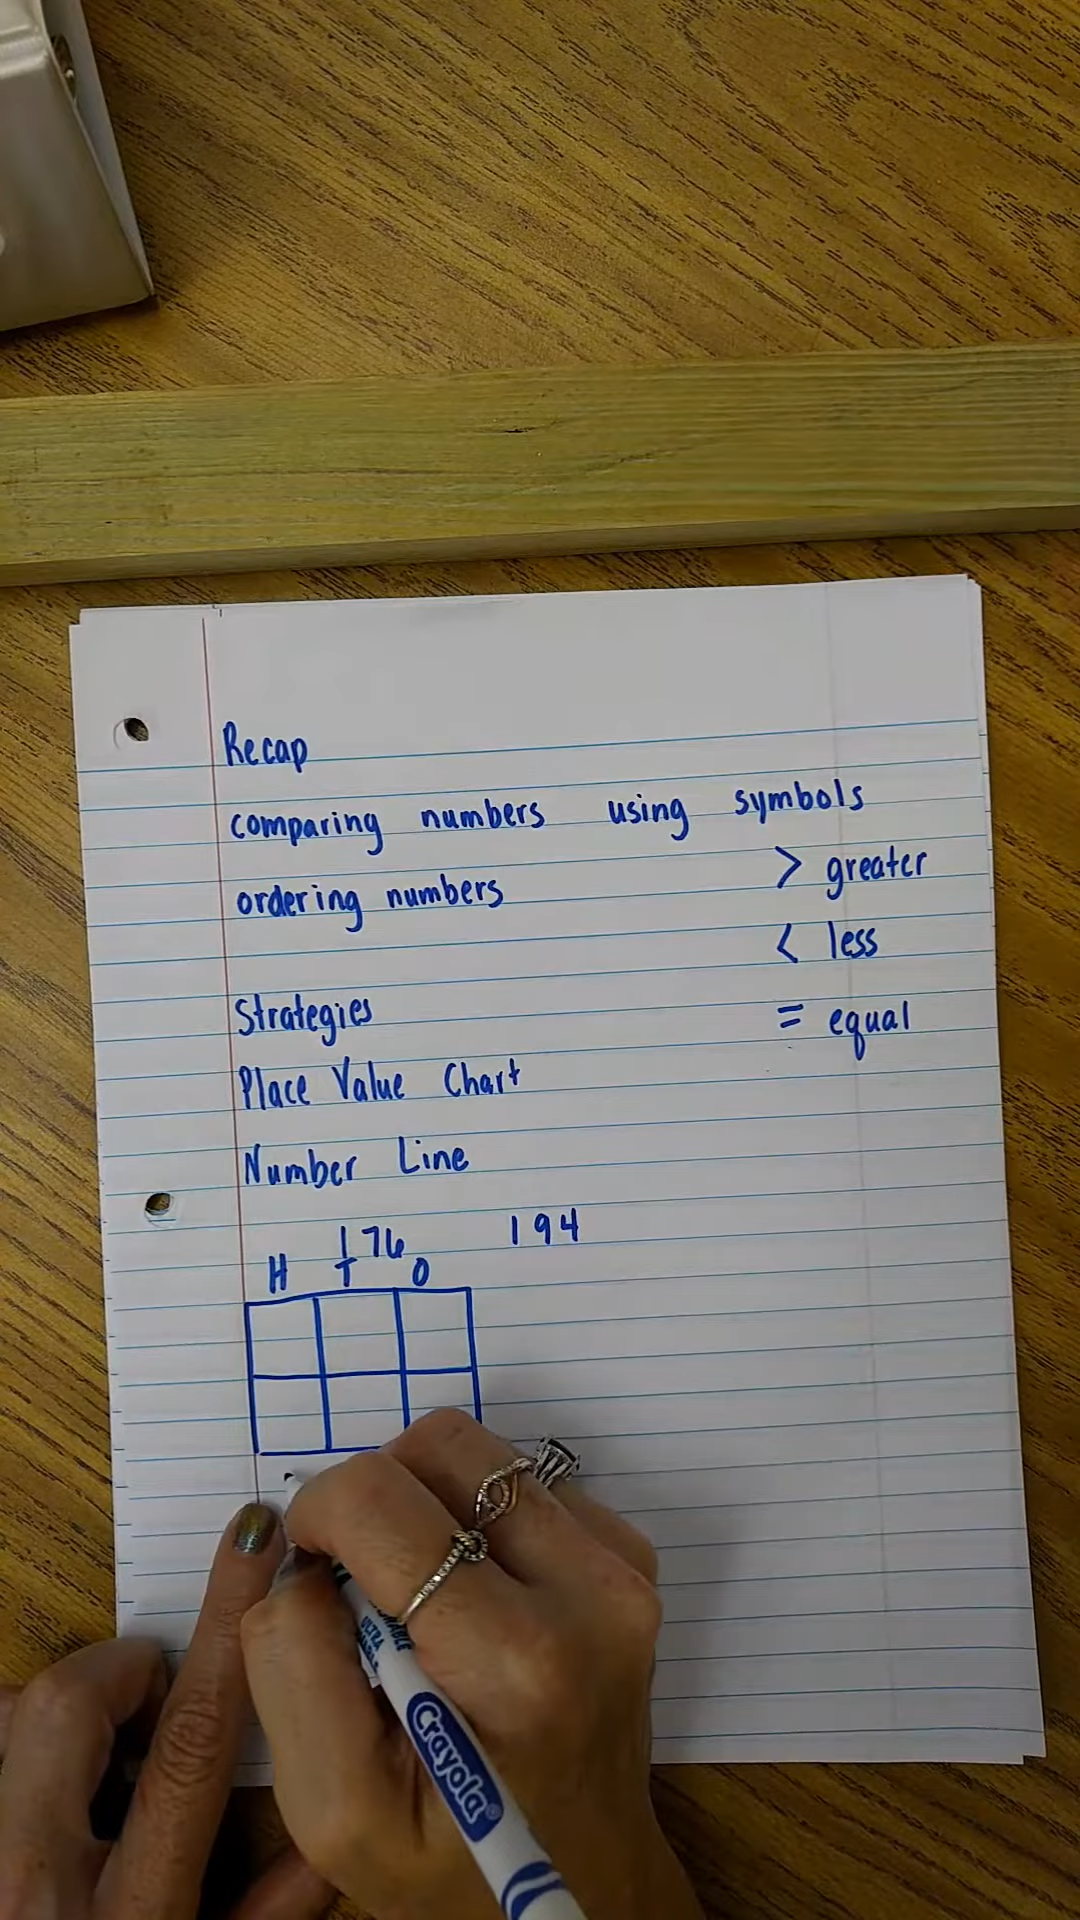 Recap
comparing numbers using symbols
> greater
ordering numbers
< less
Strategies
= equal
Place Value Chart
Number Line
176 194
H T O
Crayola